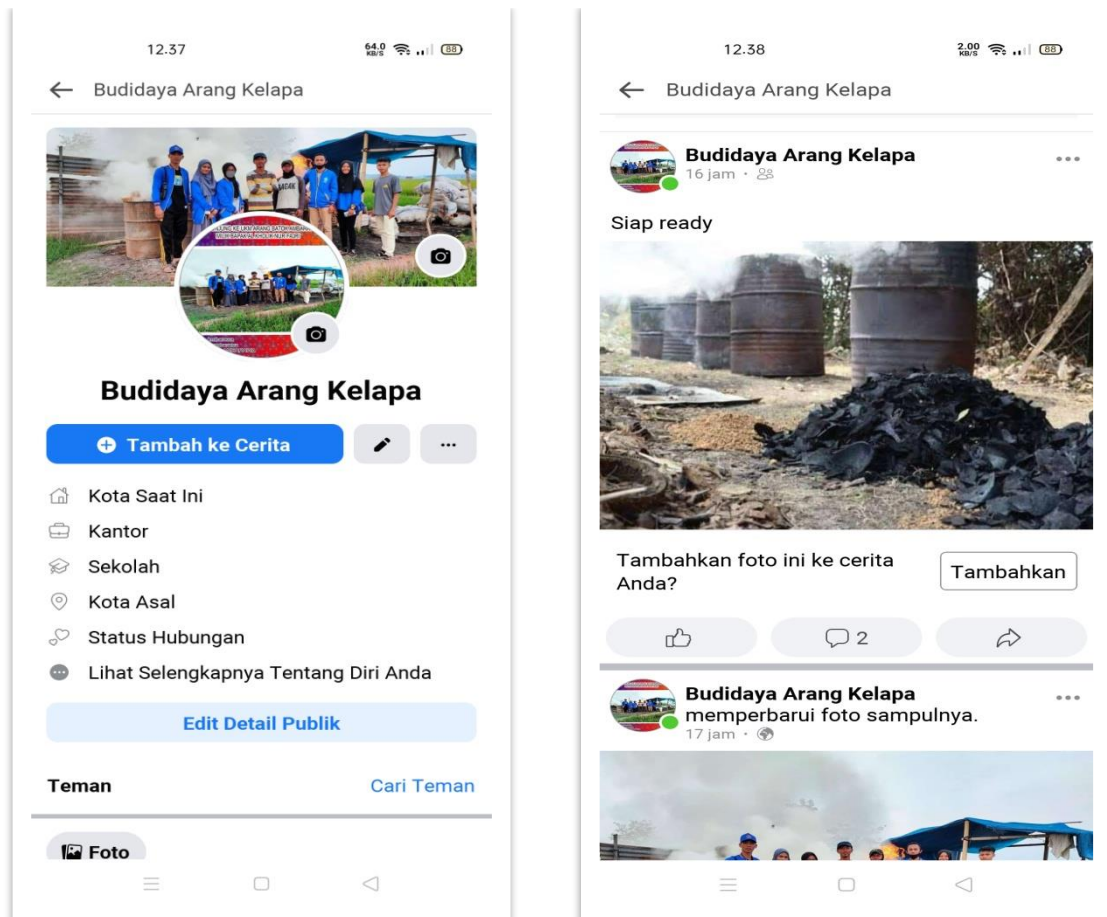 12.37
64.0 KB/S
88
Budidaya Arang Kelapa
Budidaya Arang Kelapa
Tambah ke Cerita
Kota Saat Ini
Kantor
Sekolah
Kota Asal
Status Hubungan
Lihat Selengkapnya Tentang Diri Anda
Edit Detail Publik
Teman
Cari Teman
Foto
12.38
2.00 KB/S
88
Budidaya Arang Kelapa
Budidaya Arang Kelapa
16 jam
Siap ready
Tambahkan foto ini ke cerita
Anda?
Tambahkan
2
Budidaya Arang Kelapa
memperbarui foto sampulnya.
17 jam